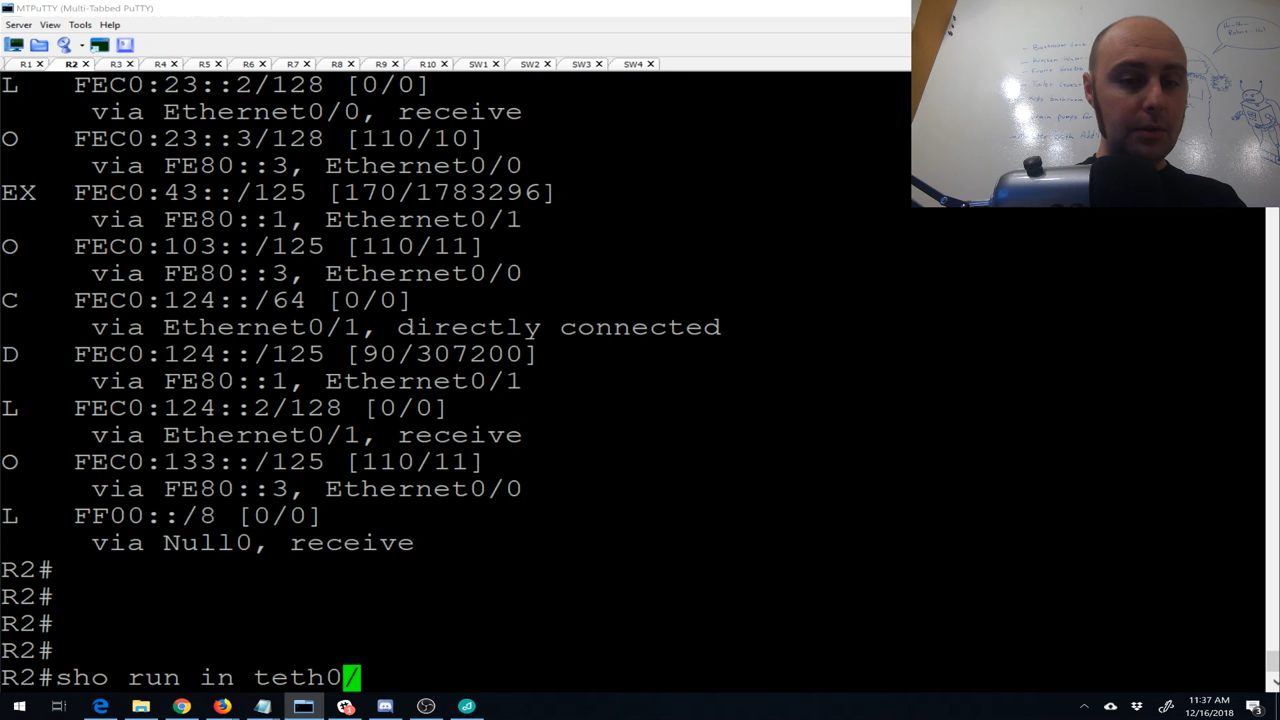 MTPuTTY (Multi-Tabbed PuTTY)
Server View Tools Help
R1 R2 R3 R4 R5 R6 R7 R8 R9 R10 SW1 SW2 SW3 SW4
L FEC0:23::2/128 [0/0]
via Ethernet0/0, receive
O FEC0:23::3/128 [110/10]
via FE80::3, Ethernet0/0
EX FEC0:43::/125 [170/1783296]
via FE80::1, Ethernet0/1
O FEC0:103::/125 [110/11]
via FE80::3, Ethernet0/0
C FEC0:124::/64 [0/0]
via Ethernet0/1, directly connected
D FEC0:124::/125 [90/307200]
via FE80::1, Ethernet0/1
L FEC0:124::2/128 [0/0]
via Ethernet0/1, receive
O FEC0:133::/125 [110/11]
via FE80::3, Ethernet0/0
L FF00::/8 [0/0]
via Null0, receive
R2#
R2#
R2#
R2#
R2#sho run in teth0/
11:37 AM
12/16/2018
3